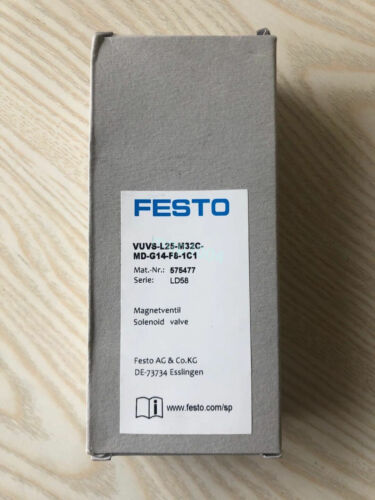 FESTO
VUVS-L25-M32C-
MD-G14-F8-1C1
Mat.-Nr.: 575477
Serie: LD58
Magnetventil
Solenoid valve
Festo AG & Co.KG
DE-73734 Esslingen
www.festo.com/sp